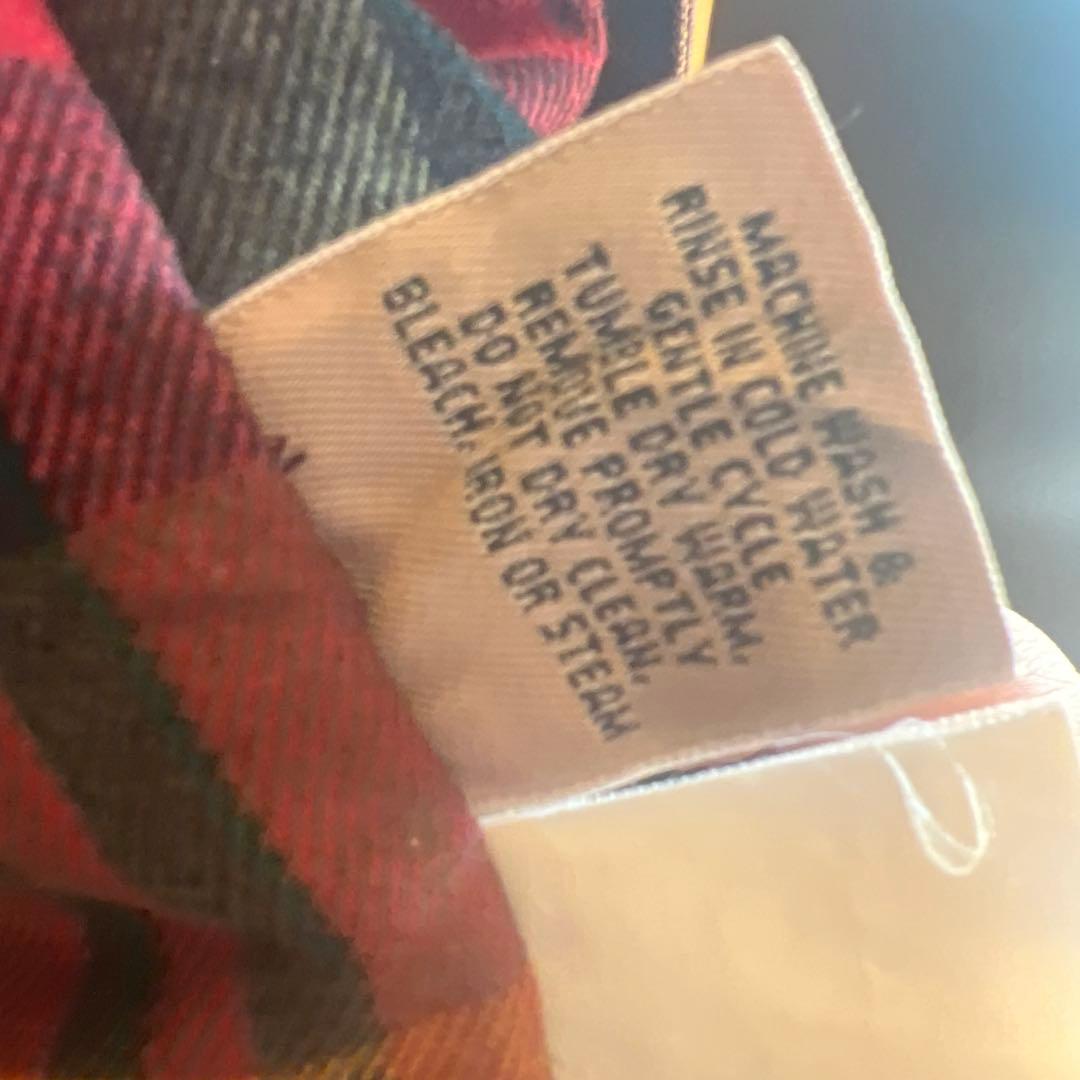 MACHINE WASH &
RINSE IN COLD WATER
GENTLE CYCLE
TUMBLE DRY WARM,
REMOVE PROMPTLY
DO NOT DRY CLEAN,
BLEACH, IRON OR STEAM